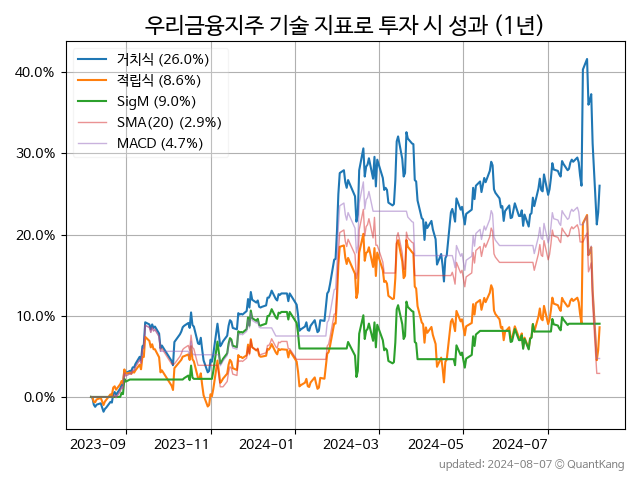 우리금융지주 기술 지표로 투자 시 성과 (1년)
거치식 (26.0%)
적립식 (8.6%)
SigM (9.0%)
SMA(20) (2.9%)
MACD (4.7%)
40.0%
30.0%
20.0%
10.0%
0.0%
2023-09 2023-11 2024-01 2024-03 2024-05 2024-07
updated: 2024-08-07 © QuantKang